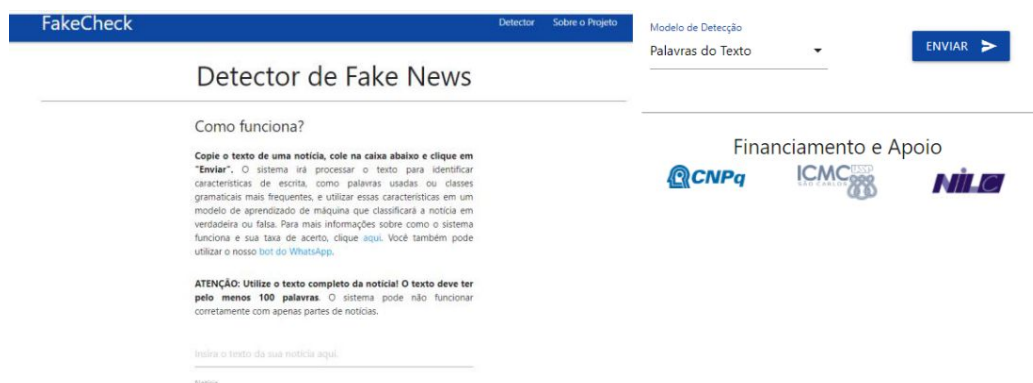 FakeCheck
Detector Sobre o Projeto
Detector de Fake News
Como funciona?
Copie o texto de uma notícia, cole na caixa abaixo e clique em
"Enviar". O sistema irá processar o texto para identificar
características de escrita, como palavras usadas ou classes
gramaticais mais frequentes, e utilizar essas características em um
modelo de aprendizado de máquina que classificará a notícia em
verdadeira ou falsa. Para mais informações sobre como o sistema
funciona e sua taxa de acerto, clique aqui. Você também pode
utilizar o nosso bot do WhatsApp.
ATENÇÃO: Utilize o texto completo da notícia! O texto deve ter
pelo menos 100 palavras. O sistema pode não funcionar
corretamente com apenas partes de notícias.
Insira o texto da sua notícia aqui.
Modelo de Detecção
Palavras do Texto
ENVIAR
Financiamento e Apoio
CNPq
ICMC USP
SÃO CARLOS
NILC